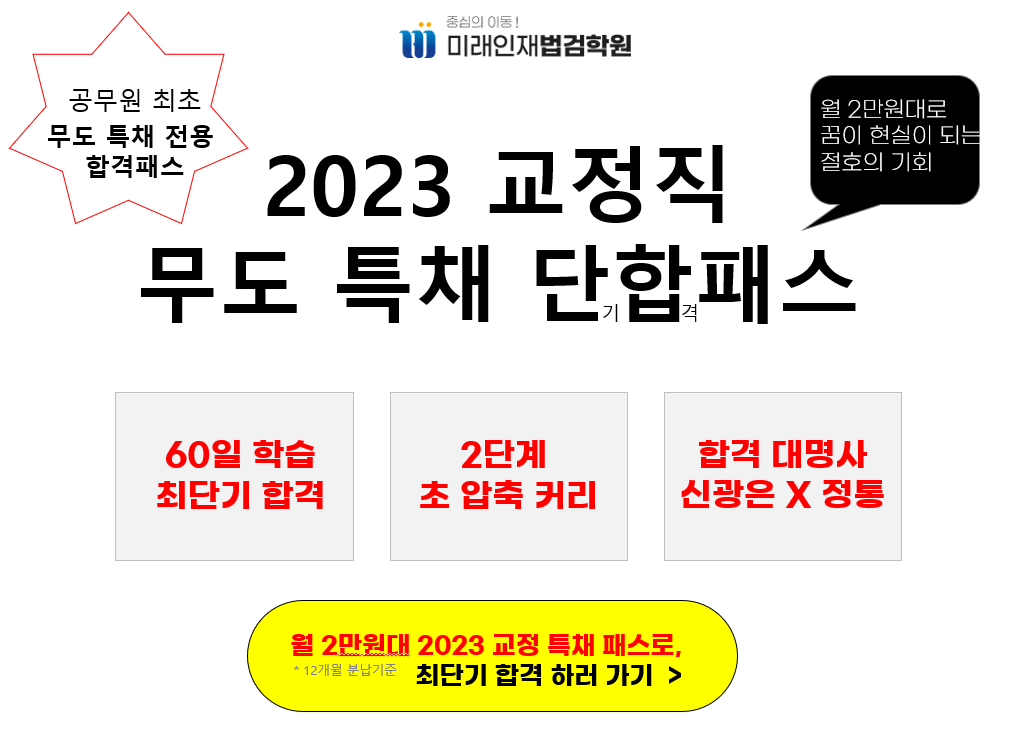 중심의 이동!
미래인재법검학원
공무원 최초
무도 특채 전용
합격패스
월 2만원대로
꿈이 현실이 되는
절호의 기회
2023 교정직
무도 특채 단기합격패스
60일 학습
최단기 합격
2단계
초 압축 커리
합격 대명사
신광은 X 정통
월 2만원대 2023 교정 특채 패스로,
* 12개월 분납기준
최단기 합격 하러 가기 >